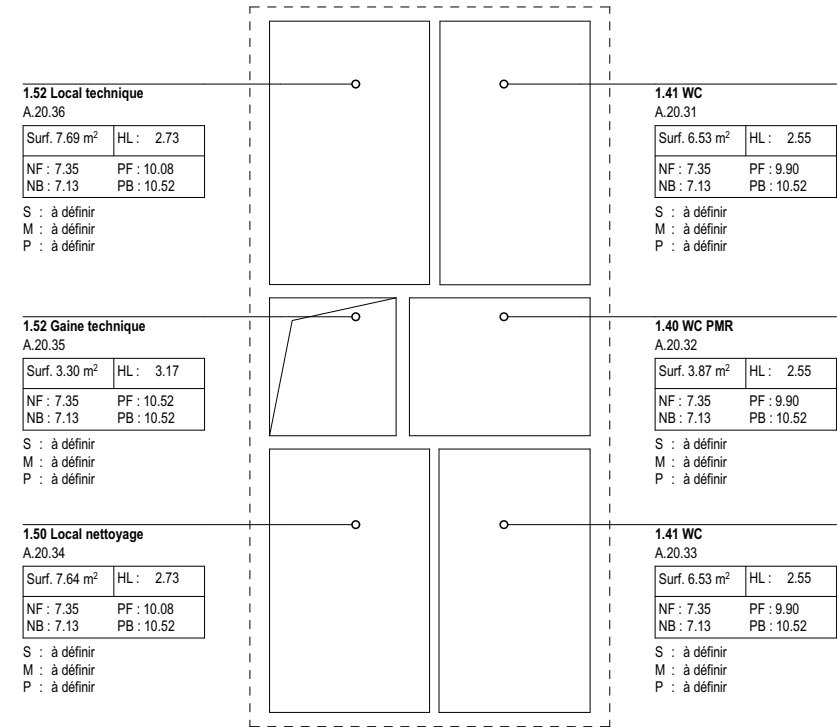 1.52 Local technique
A.20.36
Surf. 7.69 m² HL : 2.73
NF : 7.35 PF : 10.08
NB : 7.13 PB : 10.52
S : à définir
M : à définir
P : à définir
1.41 WC
A.20.31
Surf. 6.53 m² HL : 2.55
NF : 7.35 PF : 9.90
NB : 7.13 PB : 10.52
S : à définir
M : à définir
P : à définir
1.52 Gaine technique
A.20.35
Surf. 3.30 m² HL : 3.17
NF : 7.35 PF : 10.52
NB : 7.13 PB : 10.52
S : à définir
M : à définir
P : à définir
1.40 WC PMR
A.20.32
Surf. 3.87 m² HL : 2.55
NF : 7.35 PF : 9.90
NB : 7.13 PB : 10.52
S : à définir
M : à définir
P : à définir
1.50 Local nettoyage
A.20.34
Surf. 7.64 m² HL : 2.73
NF : 7.35 PF : 10.08
NB : 7.13 PB : 10.52
S : à définir
M : à définir
P : à définir
1.41 WC
A.20.33
Surf. 6.53 m² HL : 2.55
NF : 7.35 PF : 9.90
NB : 7.13 PB : 10.52
S : à définir
M : à définir
P : à définir